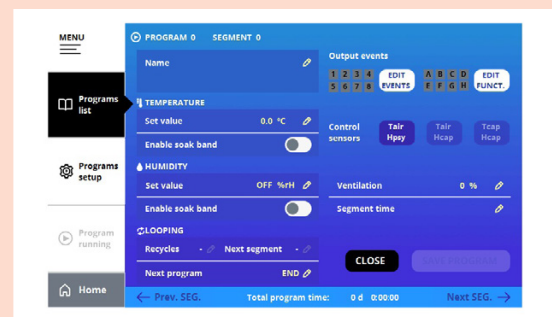 MENU
PROGRAM 0 SEGMENT 0
Name
Output events
1 2 3 4
5 6 7 8
EDIT
EVENTS
A B C D
E F G H
EDIT
FUNCT.
Programs
list
TEMPERATURE
Set value 0.0 °C
Enable soak band
Control
sensors
Tair
Hpsy
Tair
Hcap
Tcap
Hcap
Programs
setup
HUMIDITY
Set value OFF %rH
Enable soak band
Ventilation 0 %
Segment time
Program
running
LOOPING
Recycles - Next segment -
Next program END
CLOSE
SAVE PROGRAM
Home
← Prev. SEG. Total program time: 0 d 0:00:00 Next SEG. →